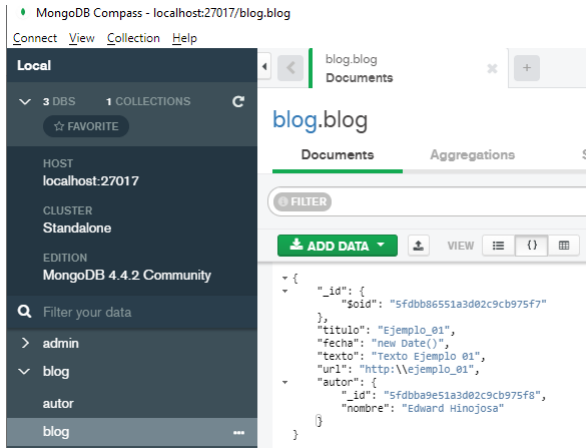 MongoDB Compass - localhost:27017/blog.blog
Connect View Collection Help
Local
3 DBS 1 COLLECTIONS
FAVORITE
HOST
localhost:27017
CLUSTER
Standalone
EDITION
MongoDB 4.4.2 Community
Filter your data
admin
blog
autor
blog
blog.blog
Documents
blog.blog
Documents Aggregations S
FILTER
ADD DATA VIEW {}
{
"_id": {
"$oid": "5fdbb86551a3d02c9cb975f7"
},
"titulo": "Ejemplo_01",
"fecha": "new Date()",
"texto": "Texto Ejemplo 01",
"url": "http:\\ejemplo_01",
"autor": {
"_id": "5fdbba9e51a3d02c9cb975f8",
"nombre": "Edward Hinojosa"
}
}